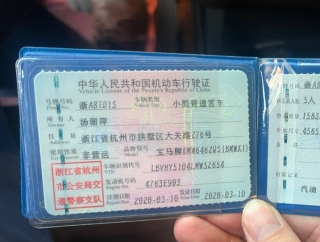 中华人民共和国机动车行驶证
Vehicle License of the People's Republic of China
号牌号码 浙A8T015 车辆类型 小型普通客车
所有人 汤丽萍
住址 浙江省杭州市拱墅区大关路276号
使用性质 非营运 品牌型号 宝马牌BMW6462QS(BMWX1)
浙江省杭州
市公安局交
通警察支队
车辆识别代号
发动机号码 4763E903
注册日期 2020-03-10 发证日期 2020-03-10
5人
汽油